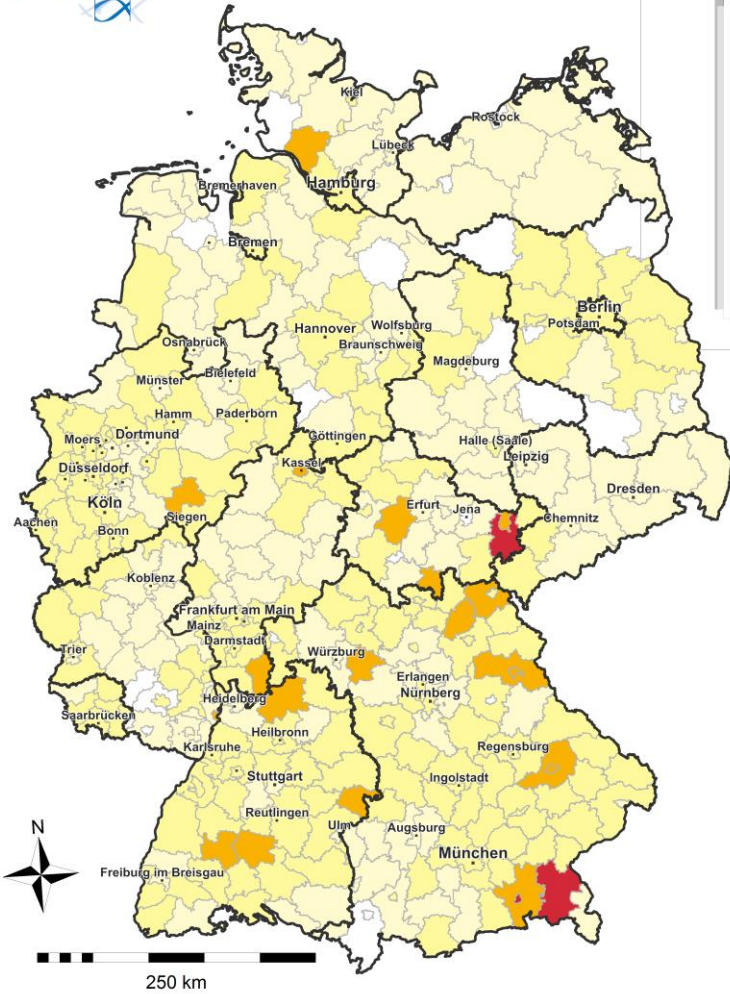 Kiel
Rostock
Lübeck
Bremerhaven
Hamburg
Bremen
Berlin
Potsdam
Hannover
Wolfsburg
Braunschweig
Osnabrück
Magdeburg
Münster
Bielefeld
Hamm
Paderborn
Göttingen
Moers
Dortmund
Halle (Saale)
Leipzig
Düsseldorf
Kassel
Dresden
Köln
Erfurt
Jena
Chemnitz
Aachen
Siegen
Bonn
Koblenz
Frankfurt am Main
Mainz
Darmstadt
Trier
Würzburg
Erlangen
Nürnberg
Heidelberg
Saarbrücken
Heilbronn
Karlsruhe
Regensburg
Stuttgart
Ingolstadt
Reutlingen
Ulm
Augsburg
München
Freiburg im Breisgau
N
250 km